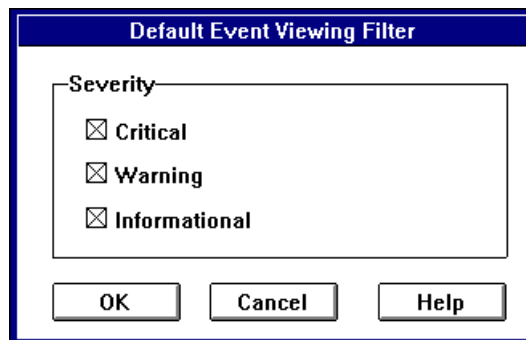 Default Event Viewing Filter
Severity
Critical
Warning
Informational
OK Cancel Help